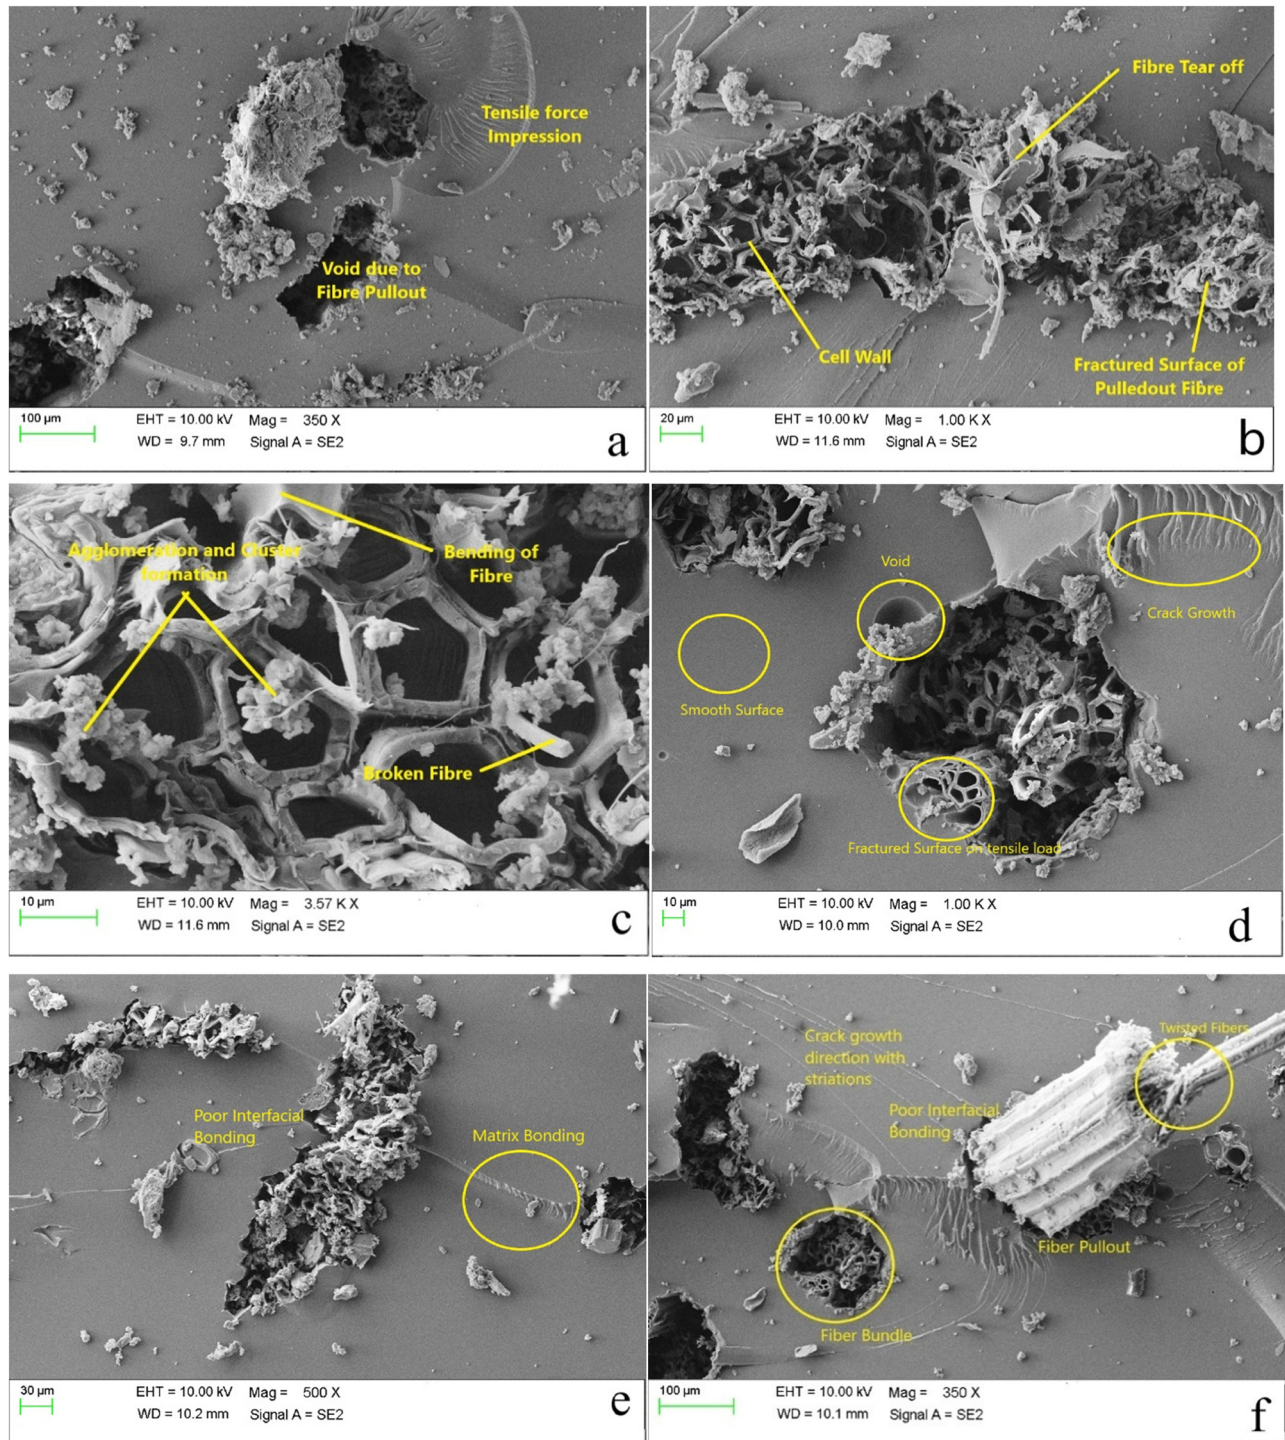 Tensile force
Impression
Void due to
Fibre Pullout
100 µm
EHT = 10.00 kV Mag = 350 X
WD = 9.7 mm Signal A = SE2
a
Fibre Tear off
Cell Wall
Fractured Surface of
Pulledout Fibre
20 µm
EHT = 10.00 kV Mag = 1.00 K X
WD = 11.6 mm Signal A = SE2
b
Agglomeration and Cluster
formation
Bending of
Fibre
Broken Fibre
10 µm
EHT = 10.00 kV Mag = 3.57 K X
WD = 11.6 mm Signal A = SE2
c
Void
Crack Growth
Smooth Surface
Fractured Surface on tensile load
10 µm
EHT = 10.00 kV Mag = 1.00 K X
WD = 10.0 mm Signal A = SE2
d
Poor Interfacial
Bonding
Matrix Bonding
30 µm
EHT = 10.00 kV Mag = 500 X
WD = 10.2 mm Signal A = SE2
e
Twisted Fibers
Crack growth
direction with
striations
Poor Interfacial
Bonding
Fiber Pullout
Fiber Bundle
100 µm
EHT = 10.00 kV Mag = 350 X
WD = 10.1 mm Signal A = SE2
f